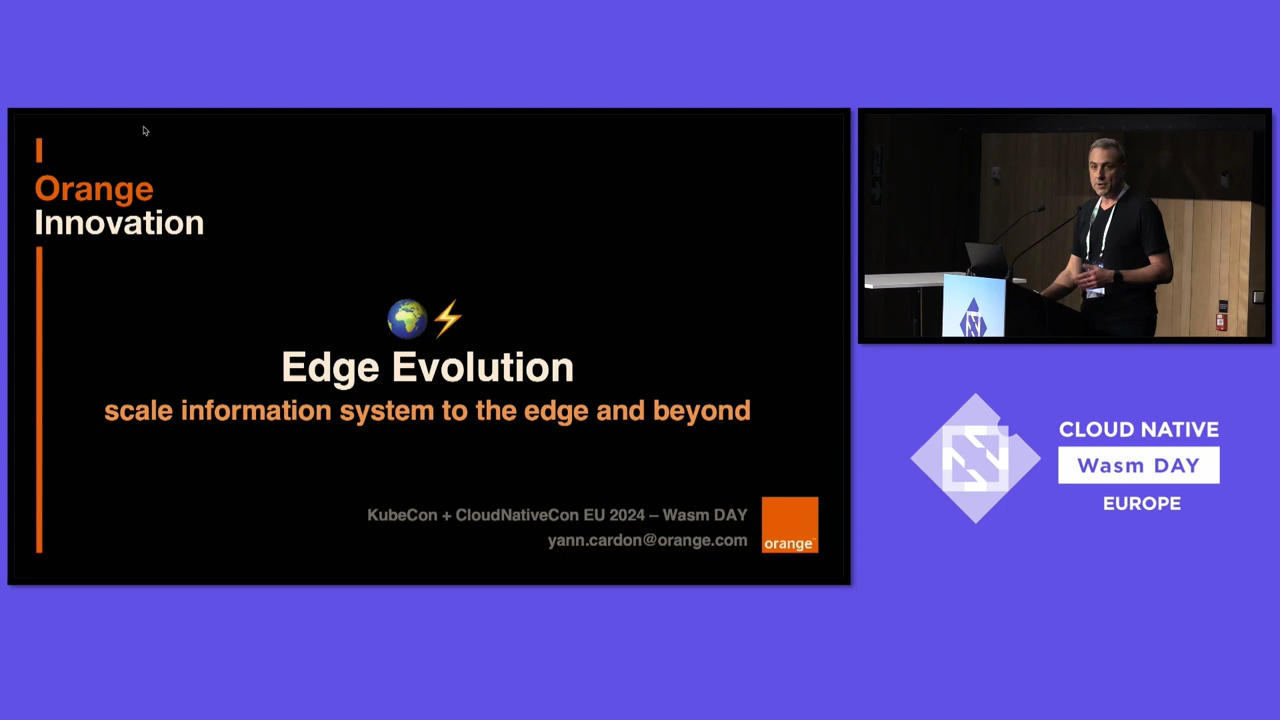 Orange
Innovation
Edge Evolution
scale information system to the edge and beyond
KubeCon + CloudNativeCon EU 2024 – Wasm DAY
yann.cardon@orange.com
orange™
CLOUD NATIVE
Wasm DAY
EUROPE